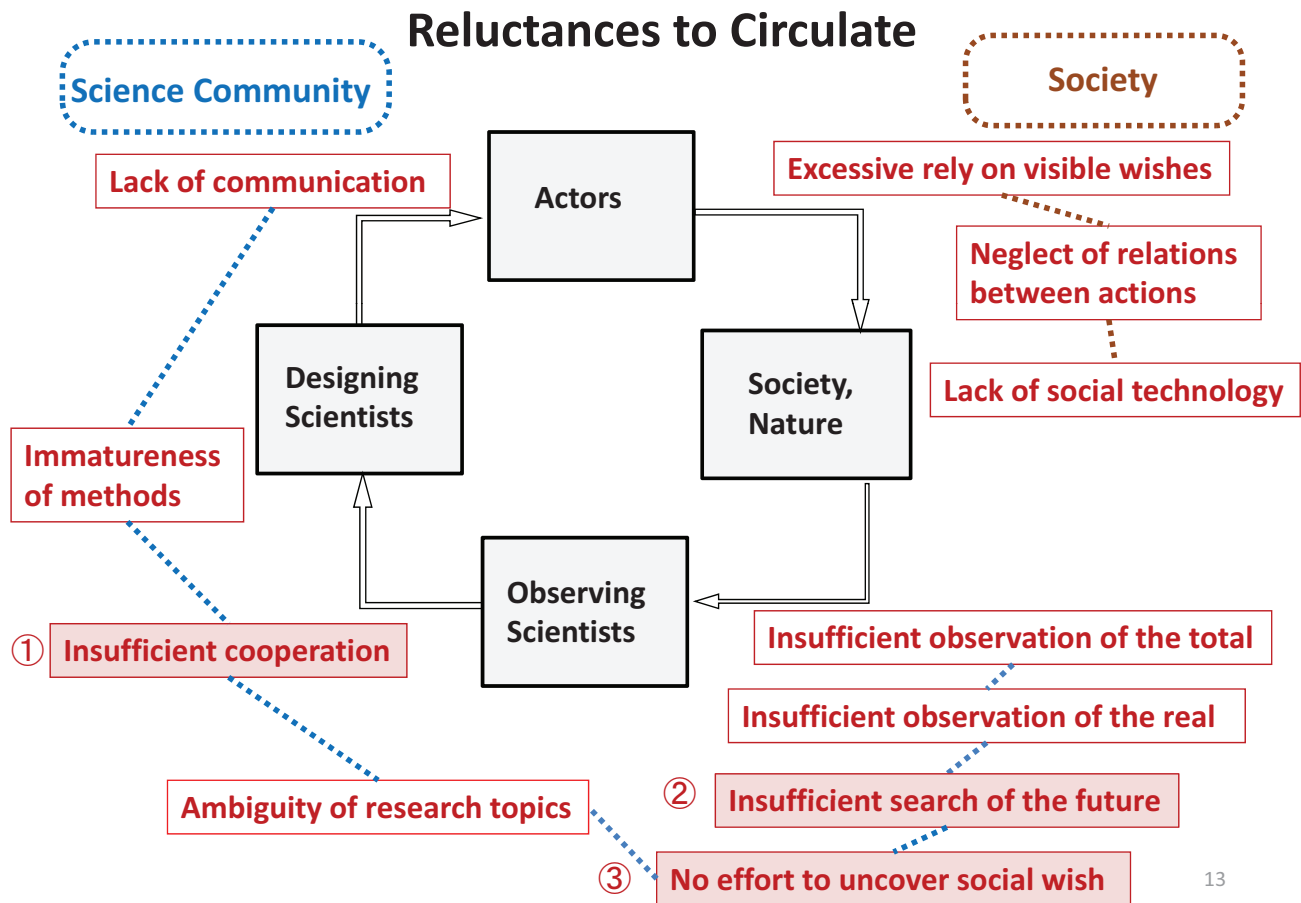 Reluctances to Circulate
Science Community
Society
Lack of communication
Actors
Excessive rely on visible wishes
Neglect of relations
between actions
Designing
Scientists
Society,
Nature
Lack of social technology
Immatureness
of methods
Observing
Scientists
① Insufficient cooperation
Insufficient observation of the total
Insufficient observation of the real
Ambiguity of research topics
② Insufficient search of the future
③ No effort to uncover social wish
13